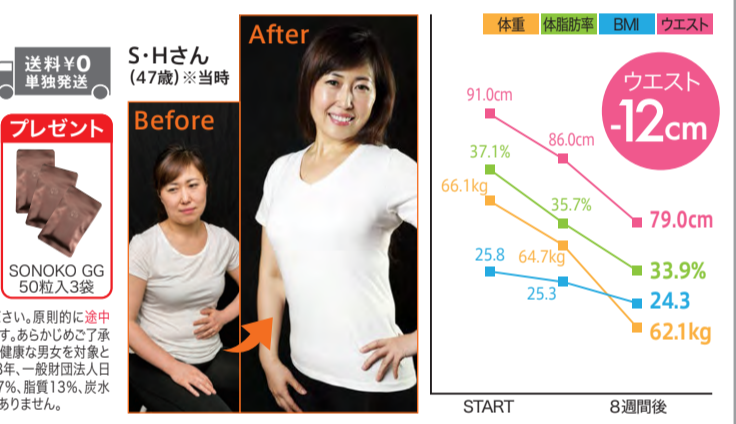 送料¥0
単独発送
プレゼント
SONOKO GG
50粒入3袋
ださい。原則的に途中
す。あらかじめご了承
健康な男女を対象と
年、一般財団法人日
7%、脂質13%、炭水
ありません。
S・Hさん
(47歳)※当時
Before
After
体重 体脂肪率 BMI ウエスト
ウエスト
-12cm
91.0cm
86.0cm
79.0cm
37.1%
35.7%
33.9%
66.1kg
64.7kg
62.1kg
25.8
25.3
24.3
START 8週間後